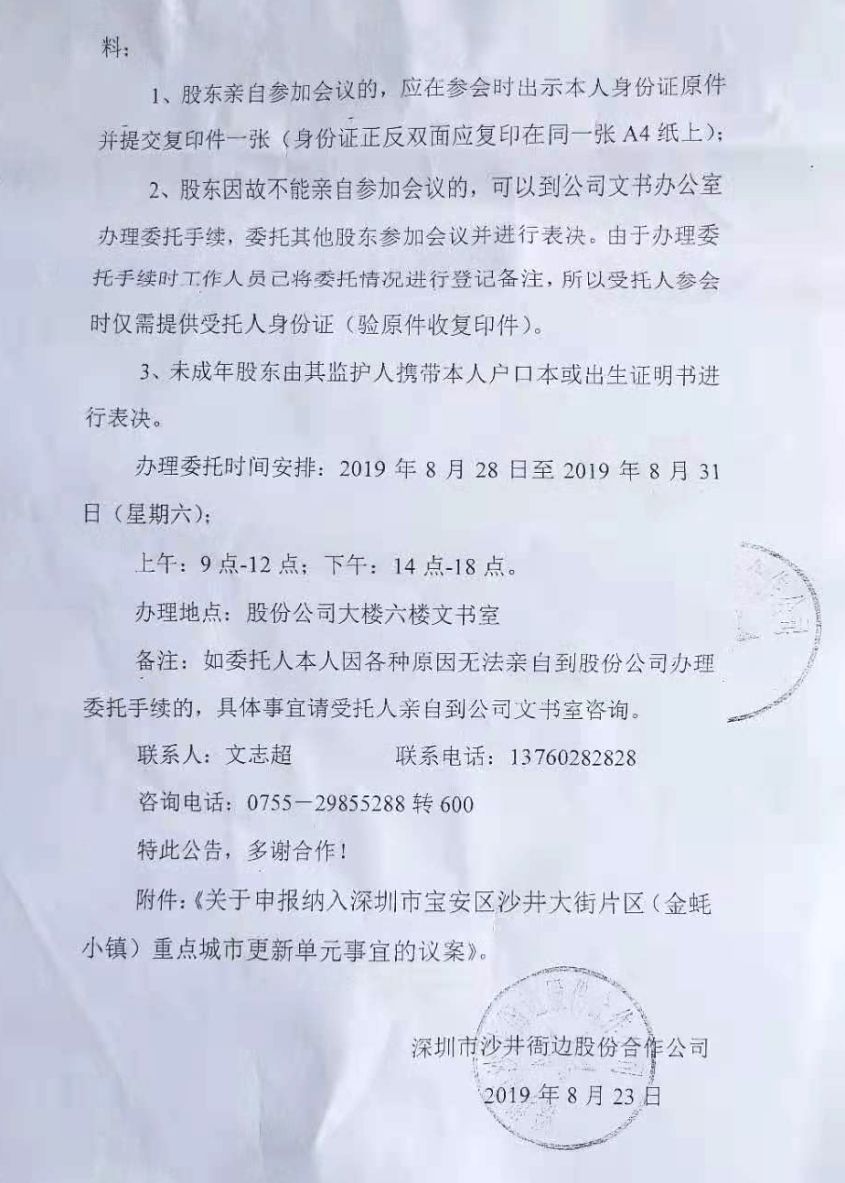 料；
1、股东亲自参加会议的，应在参会时出示本人身份证原件
并提交复印件一张（身份证正反双面应复印在同一张 A4 纸上）；
2、股东因故不能亲自参加会议的，可以到公司文书办公室
办理委托手续，委托其他股东参加会议并进行表决。由于办理委
托手续时工作人员已将委托情况进行登记备注，所以受托人参会
时仅需提供受托人身份证（验原件收复印件）。
3、未成年股东由其监护人携带本人户口本或出生证明书进
行表决。
办理委托时间安排：2019 年 8 月 28 日至 2019 年 8 月 31
日（星期六）；
上午：9 点-12 点；下午：14 点-18 点。
办理地点：股份公司大楼六楼文书室
备注：如委托人本人因各种原因无法亲自到股份公司办理
委托手续的，具体事宜请受托人亲自到公司文书室咨询。
联系人：文志超 联系电话：13760282828
咨询电话：0755－29855288 转 600
特此公告，多谢合作！
附件：《关于申报纳入深圳市宝安区沙井大街片区（金蚝
小镇）重点城市更新单元事宜的议案》。
深圳市沙井衙边股份合作公司
2019 年 8 月 23 日